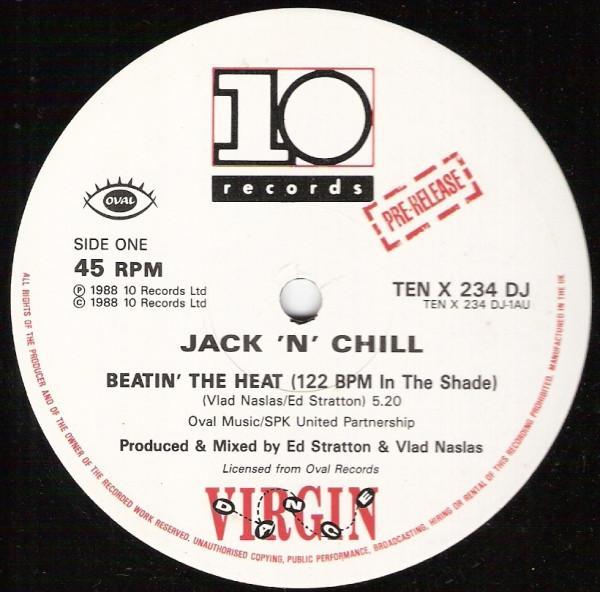 10
records
PRE-RELEASE
OVAL
SIDE ONE
45 RPM
Ⓟ 1988 10 Records Ltd
© 1988 10 Records Ltd
TEN X 234 DJ
TEN X 234 DJ-1AU
JACK 'N' CHILL
BEATIN' THE HEAT (122 BPM In The Shade)
(Vlad Naslas/Ed Stratton) 5.20
Oval Music/SPK United Partnership
Produced & Mixed by Ed Stratton & Vlad Naslas
Licensed from Oval Records
VIRGIN
DANCE
ALL RIGHTS OF THE PRODUCER AND OF THE OWNER OF THE RECORDED WORK RESERVED. UNAUTHORISED COPYING, PUBLIC PERFORMANCE, BROADCASTING, HIRING OR RENTAL OF THIS RECORDING PROHIBITED. MANUFACTURED IN THE UK